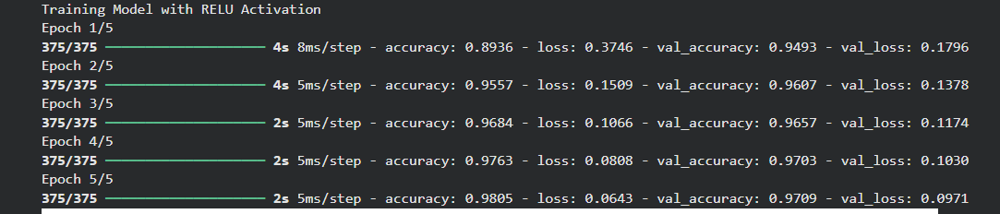 Training Model with RELU Activation
Epoch 1/5
375/375 ━━━━━━━━━━━━━━━━━━━━ 4s 8ms/step - accuracy: 0.8936 - loss: 0.3746 - val_accuracy: 0.9493 - val_loss: 0.1796
Epoch 2/5
375/375 ━━━━━━━━━━━━━━━━━━━━ 4s 5ms/step - accuracy: 0.9557 - loss: 0.1509 - val_accuracy: 0.9607 - val_loss: 0.1378
Epoch 3/5
375/375 ━━━━━━━━━━━━━━━━━━━━ 2s 5ms/step - accuracy: 0.9684 - loss: 0.1066 - val_accuracy: 0.9657 - val_loss: 0.1174
Epoch 4/5
375/375 ━━━━━━━━━━━━━━━━━━━━ 2s 5ms/step - accuracy: 0.9763 - loss: 0.0808 - val_accuracy: 0.9703 - val_loss: 0.1030
Epoch 5/5
375/375 ━━━━━━━━━━━━━━━━━━━━ 2s 5ms/step - accuracy: 0.9805 - loss: 0.0643 - val_accuracy: 0.9709 - val_loss: 0.0971